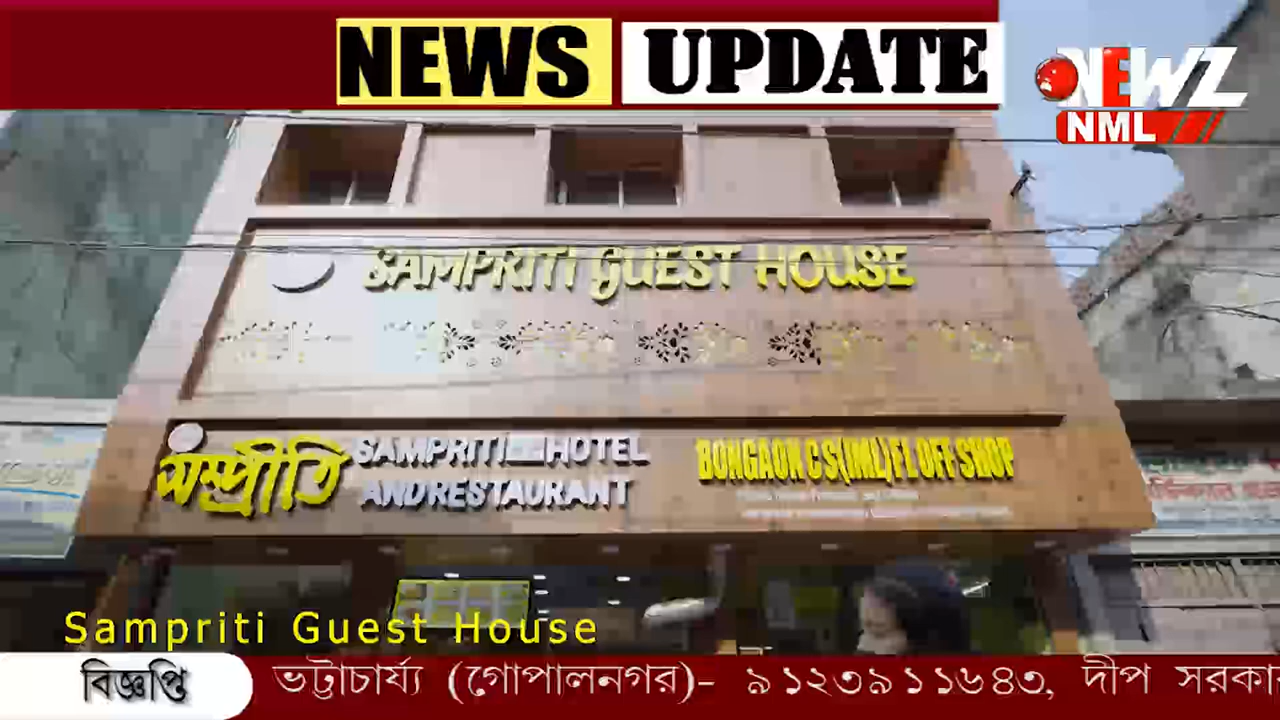 NEWS UPDATE
NEWZ
NML
SAMPRITI GUEST HOUSE
সম্প্রীতি
SAMPRITI HOTEL
AND RESTAURANT
BONGAON C S(IML)/FL OFF SHOP
Sampriti Guest House
বিজ্ঞপ্তি
ভট্টাচার্য্য (গোপালনগর)- ৯১২৩৯১১৬৪৩, দীপ সরকার